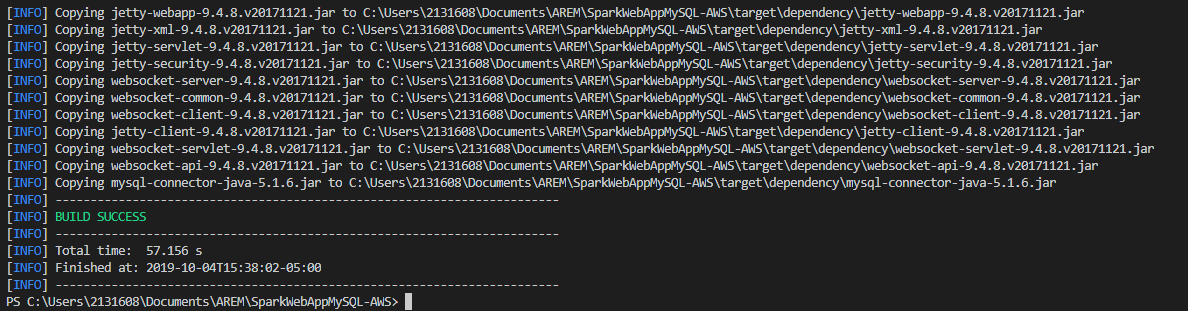 [INFO] Copying jetty-webapp-9.4.8.v20171121.jar to C:\Users\2131608\Documents\AREM\SparkWebAppMySQL-AWS\target\dependency\jetty-webapp-9.4.8.v20171121.jar
[INFO] Copying jetty-xml-9.4.8.v20171121.jar to C:\Users\2131608\Documents\AREM\SparkWebAppMySQL-AWS\target\dependency\jetty-xml-9.4.8.v20171121.jar
[INFO] Copying jetty-servlet-9.4.8.v20171121.jar to C:\Users\2131608\Documents\AREM\SparkWebAppMySQL-AWS\target\dependency\jetty-servlet-9.4.8.v20171121.jar
[INFO] Copying jetty-security-9.4.8.v20171121.jar to C:\Users\2131608\Documents\AREM\SparkWebAppMySQL-AWS\target\dependency\jetty-security-9.4.8.v20171121.jar
[INFO] Copying websocket-server-9.4.8.v20171121.jar to C:\Users\2131608\Documents\AREM\SparkWebAppMySQL-AWS\target\dependency\websocket-server-9.4.8.v20171121.jar
[INFO] Copying websocket-common-9.4.8.v20171121.jar to C:\Users\2131608\Documents\AREM\SparkWebAppMySQL-AWS\target\dependency\websocket-common-9.4.8.v20171121.jar
[INFO] Copying websocket-client-9.4.8.v20171121.jar to C:\Users\2131608\Documents\AREM\SparkWebAppMySQL-AWS\target\dependency\websocket-client-9.4.8.v20171121.jar
[INFO] Copying jetty-client-9.4.8.v20171121.jar to C:\Users\2131608\Documents\AREM\SparkWebAppMySQL-AWS\target\dependency\jetty-client-9.4.8.v20171121.jar
[INFO] Copying websocket-servlet-9.4.8.v20171121.jar to C:\Users\2131608\Documents\AREM\SparkWebAppMySQL-AWS\target\dependency\websocket-servlet-9.4.8.v20171121.jar
[INFO] Copying websocket-api-9.4.8.v20171121.jar to C:\Users\2131608\Documents\AREM\SparkWebAppMySQL-AWS\target\dependency\websocket-api-9.4.8.v20171121.jar
[INFO] Copying mysql-connector-java-5.1.6.jar to C:\Users\2131608\Documents\AREM\SparkWebAppMySQL-AWS\target\dependency\mysql-connector-java-5.1.6.jar
[INFO] ------------------------------------------------------------------------
[INFO] BUILD SUCCESS
[INFO] ------------------------------------------------------------------------
[INFO] Total time:  57.156 s
[INFO] Finished at: 2019-10-04T15:38:02-05:00
[INFO] ------------------------------------------------------------------------
PS C:\Users\2131608\Documents\AREM\SparkWebAppMySQL-AWS>